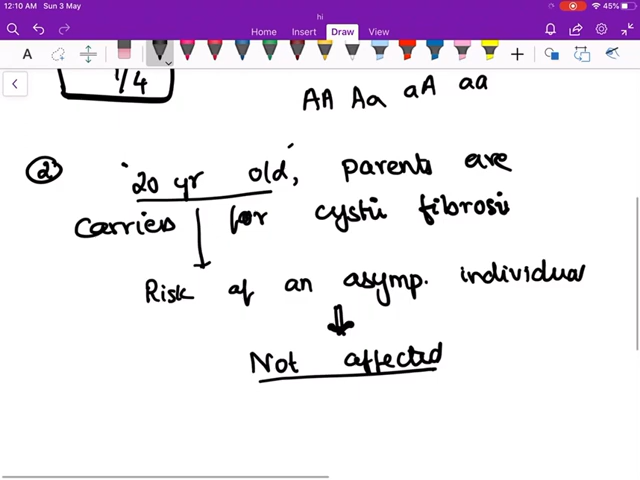 12:10 AM Sun 3 May
hi
45%
Home Insert Draw View
1/4
AA Aa aA aa
2 20 yr old, parents are
carries for cystic fibrosis
Risk of an asymp. individual
Not affected